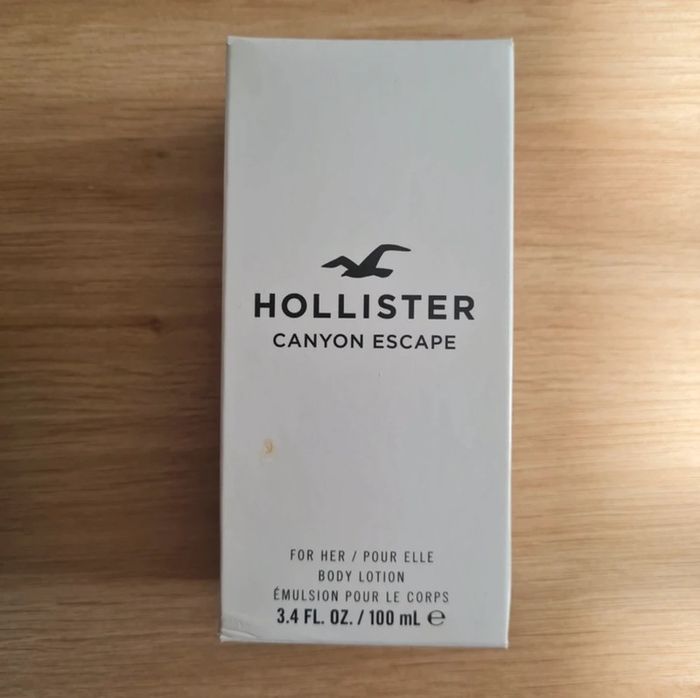 HOLLISTER
CANYON ESCAPE
FOR HER / POUR ELLE
BODY LOTION
ÉMULSION POUR LE CORPS
3.4 FL. OZ. / 100 mL ℮